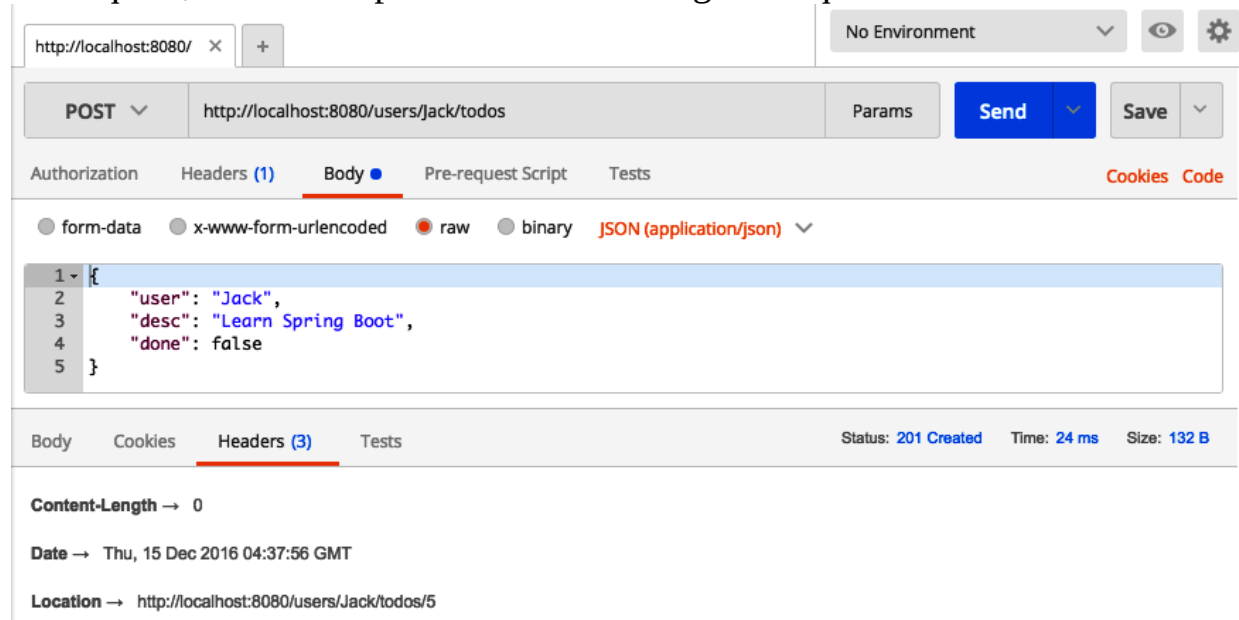 http://localhost:8080/ × +
No Environment
POST http://localhost:8080/users/Jack/todos Params Send Save
Authorization Headers (1) Body Pre-request Script Tests Cookies Code
form-data x-www-form-urlencoded raw binary JSON (application/json)
1 {
2 "user": "Jack",
3 "desc": "Learn Spring Boot",
4 "done": false
5 }
Body Cookies Headers (3) Tests Status: 201 Created Time: 24 ms Size: 132 B
Content-Length → 0
Date → Thu, 15 Dec 2016 04:37:56 GMT
Location → http://localhost:8080/users/Jack/todos/5